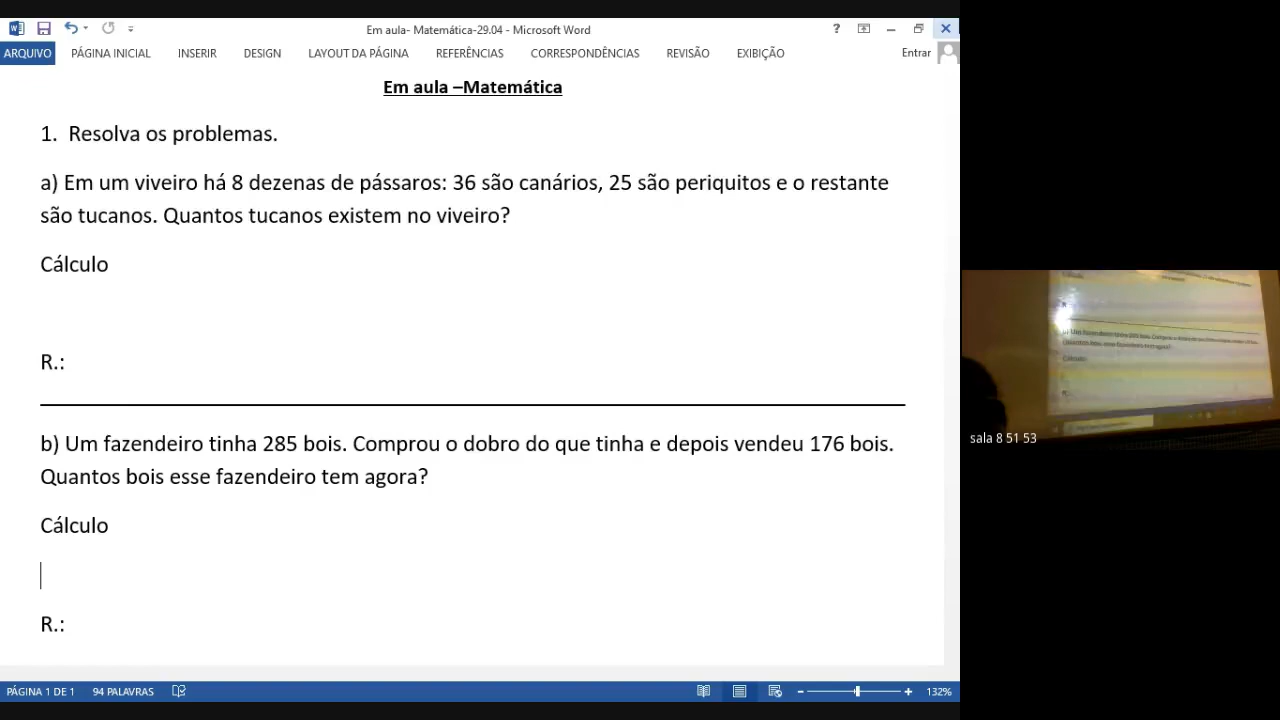 Em aula- Matemática-29.04 - Microsoft Word
?
ARQUIVO PÁGINA INICIAL INSERIR DESIGN LAYOUT DA PÁGINA REFERÊNCIAS CORRESPONDÊNCIAS REVISÃO EXIBIÇÃO Entrar
Em aula –Matemática
1. Resolva os problemas.
a) Em um viveiro há 8 dezenas de pássaros: 36 são canários, 25 são periquitos e o restante
são tucanos. Quantos tucanos existem no viveiro?
Cálculo
R.:
b) Um fazendeiro tinha 285 bois. Comprou o dobro do que tinha e depois vendeu 176 bois.
Quantos bois esse fazendeiro tem agora?
Cálculo
R.:
PÁGINA 1 DE 1 94 PALAVRAS 132%
sala 8 51 53